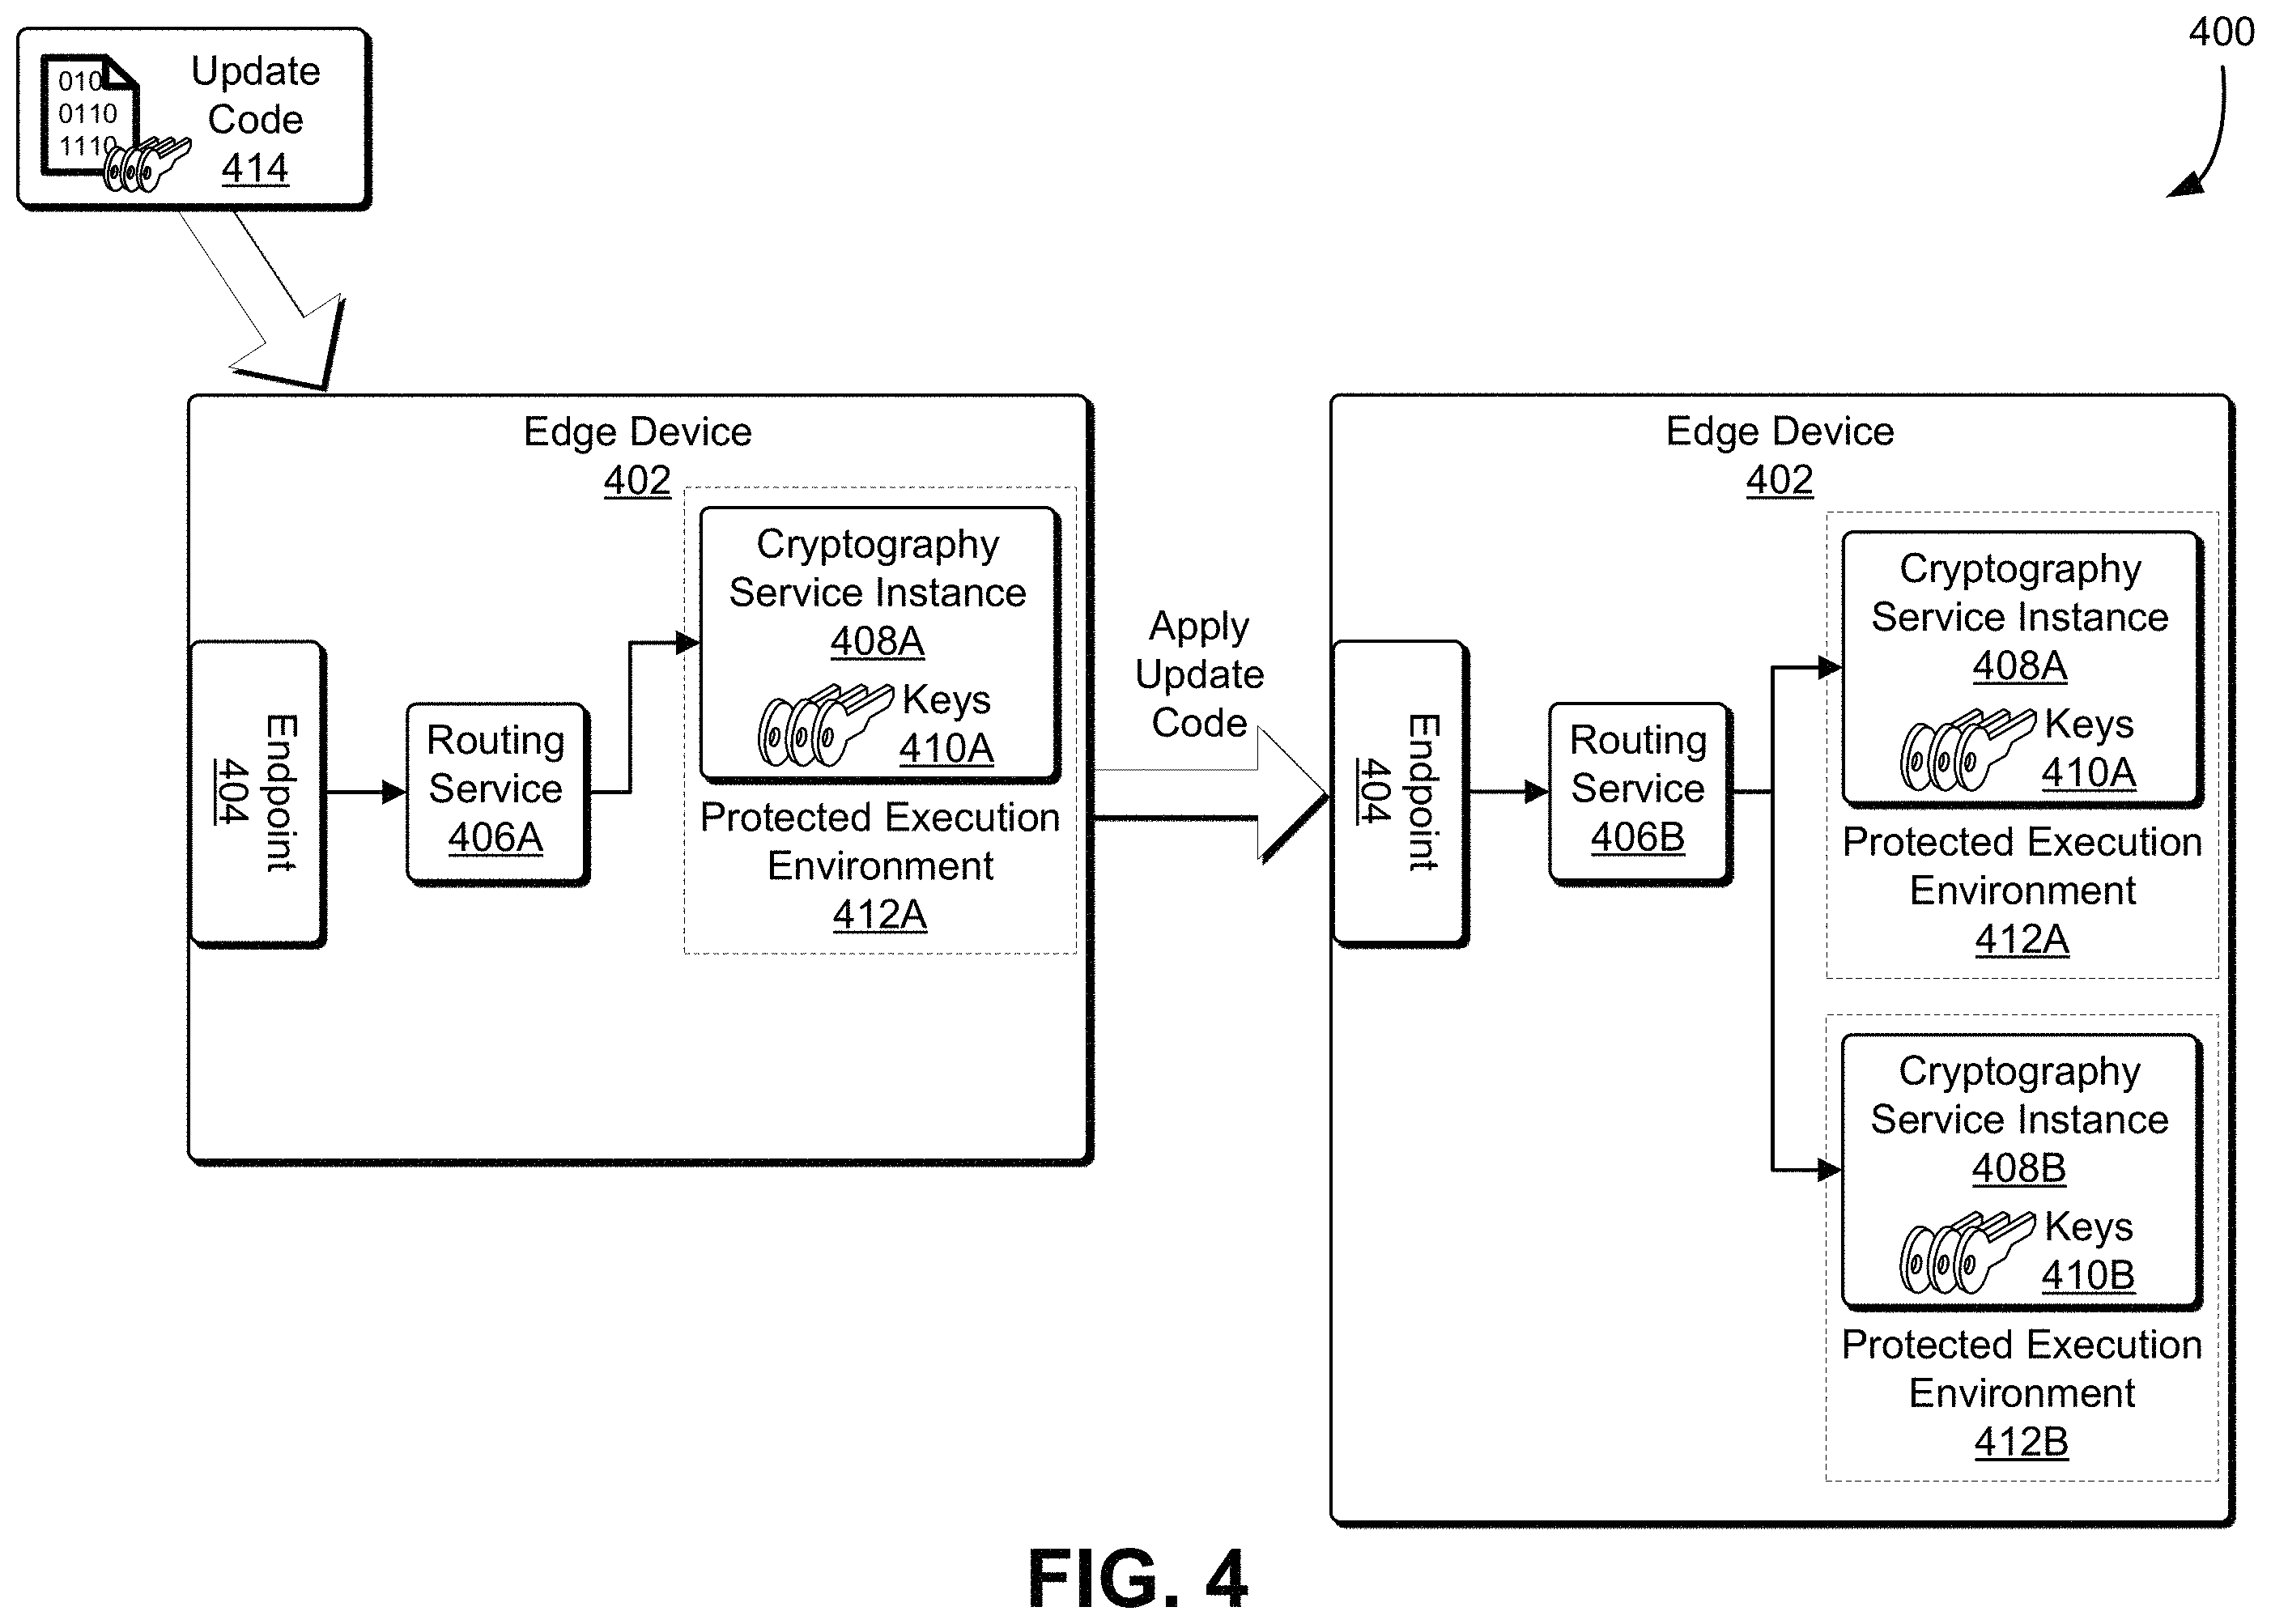 400
010
0110
1110
Update
Code
414
Edge Device
402
Endpoint
404
Routing
Service
406A
Cryptography
Service Instance
408A
Keys
410A
Protected Execution
Environment
412A
Apply
Update
Code
Edge Device
402
Endpoint
404
Routing
Service
406B
Cryptography
Service Instance
408A
Keys
410A
Protected Execution
Environment
412A
Cryptography
Service Instance
408B
Keys
410B
Protected Execution
Environment
412B
FIG. 4